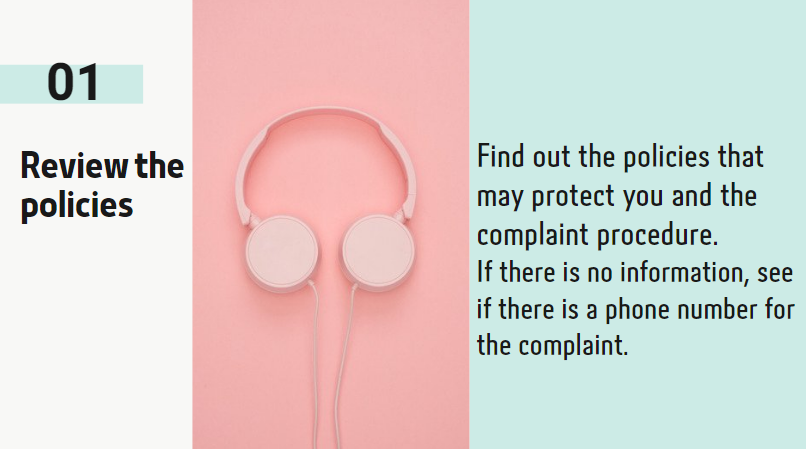 01
Review the
policies
Find out the policies that
may protect you and the
complaint procedure.
If there is no information, see
if there is a phone number for
the complaint.